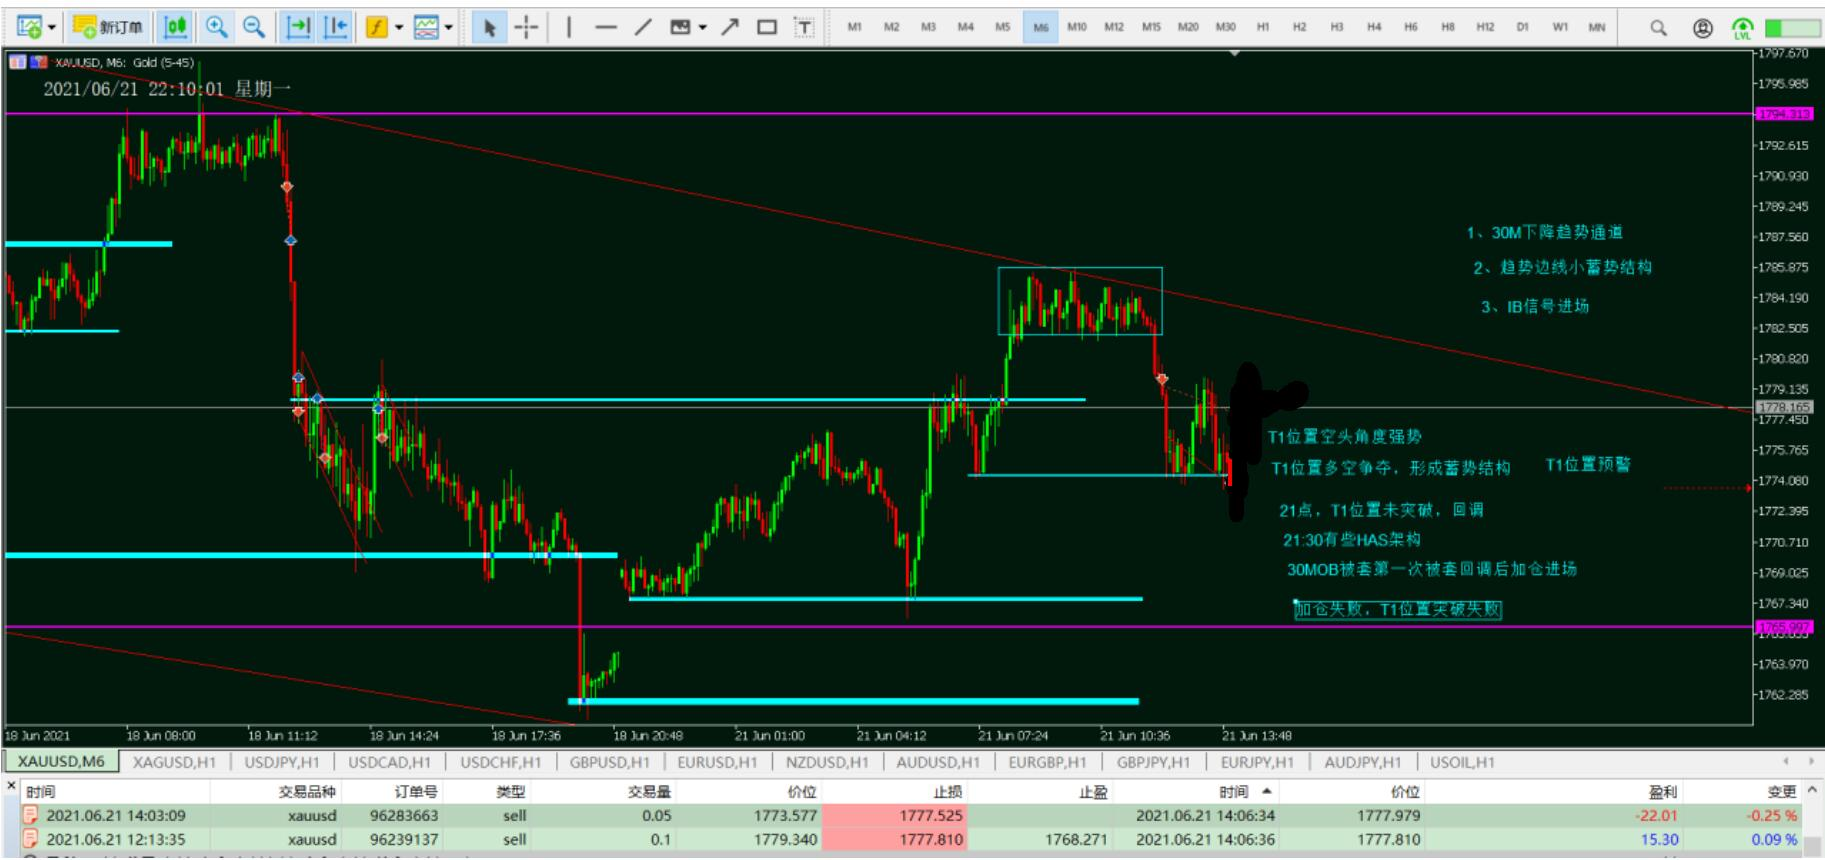 新订单
M1 M2 M3 M4 M5 M6 M10 M12 M15 M20 M30 H1 H2 H3 H4 H6 H8 H12 D1 W1 MN
LVL
XAUUSD, M6: Gold (5-45)
2021/06/21 22:10:01 星期一
1797.670
1795.985
1794.313
1792.615
1790.930
1789.245
1787.560
1785.875
1784.190
1782.505
1780.820
1779.135
1778.165
1777.450
1775.765
1774.080
1772.395
1770.710
1769.025
1767.340
1765.997
1763.970
1762.285
1、30M下降趋势通道
2、趋势边线小蓄势结构
3、IB信号进场
T1位置空头角度强势
T1位置多空争夺，形成蓄势结构 T1位置预警
21点，T1位置未突破，回调
21:30有些HAS架构
30MOB被套第一次被套回调后加仓进场
加仓失败，T1位置突破失败
18 Jun 2021 18 Jun 08:00 18 Jun 11:12 18 Jun 14:24 18 Jun 17:36 18 Jun 20:48 21 Jun 01:00 21 Jun 04:12 21 Jun 07:24 21 Jun 10:36 21 Jun 13:48
XAUUSD,M6 XAGUSD,H1 USDJPY,H1 USDCAD,H1 USDCHF,H1 GBPUSD,H1 EURUSD,H1 NZDUSD,H1 AUDUSD,H1 EURGBP,H1 GBPJPY,H1 EURJPY,H1 AUDJPY,H1 USOIL,H1
时间 交易品种 订单号 类型 交易量 价位 止损 止盈 时间 价位 盈利 变更
2021.06.21 14:03:09 xauusd 96283663 sell 0.05 1773.577 1777.525 2021.06.21 14:06:34 1777.979 -22.01 -0.25 %
2021.06.21 12:13:35 xauusd 96239137 sell 0.1 1779.340 1777.810 1768.271 2021.06.21 14:06:36 1777.810 15.30 0.09 %